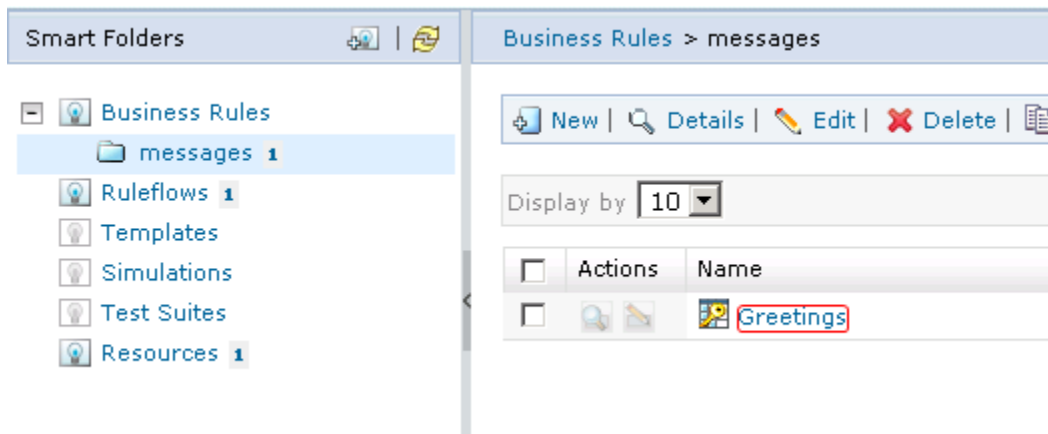 Smart Folders |
Business Rules
messages 1
Ruleflows 1
Templates
Simulations
Test Suites
Resources 1
Business Rules > messages
New | Details | Edit | Delete |
Display by 10
Actions Name
Greetings